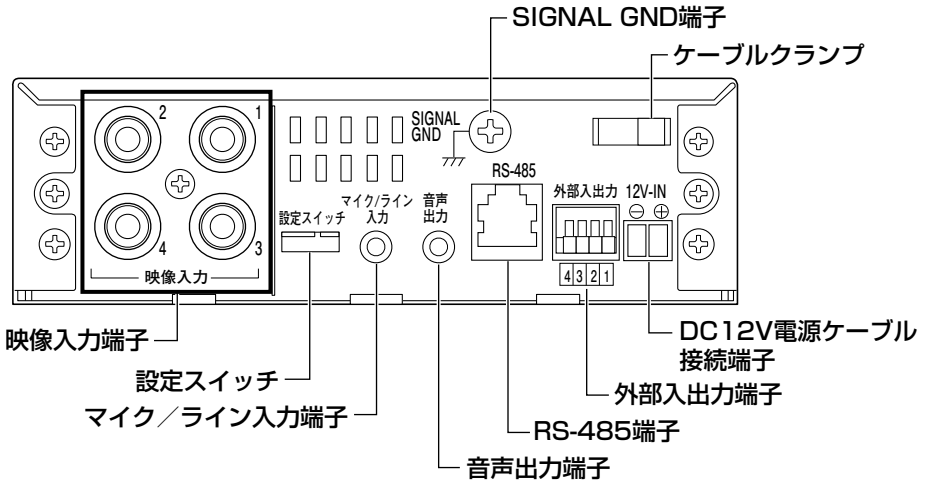 SIGNAL GND端子
ケーブルクランプ
2
1
SIGNAL
GND
RS-485
外部入出力
12V-IN
⊖ ⊕
マイク/ライン
入力
音声
出力
設定スイッチ
4
3
映像入力
4 3 2 1
映像入力端子
DC12V電源ケーブル
接続端子
設定スイッチ
外部入出力端子
マイク／ライン入力端子
RS-485端子
音声出力端子